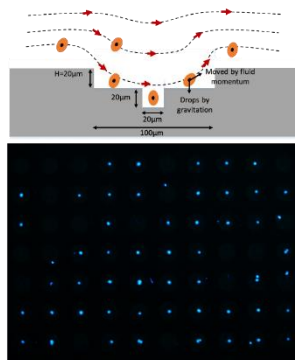 Moved by fluid
momentum
H=20μm
20μm
Drops by
gravitation
20μm
100μm